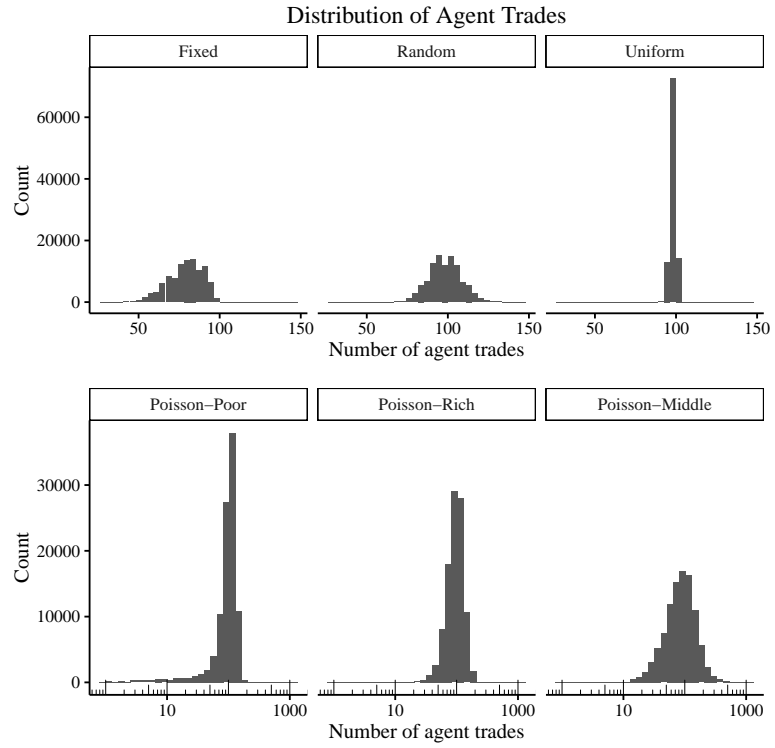 Distribution of Agent Trades
Fixed Random Uniform
60000
40000
20000
0
Count
50 100 150 50 100 150 50 100 150
Number of agent trades
Poisson−Poor Poisson−Rich Poisson−Middle
30000
20000
10000
0
Count
10 1000 10 1000 10 1000
Number of agent trades